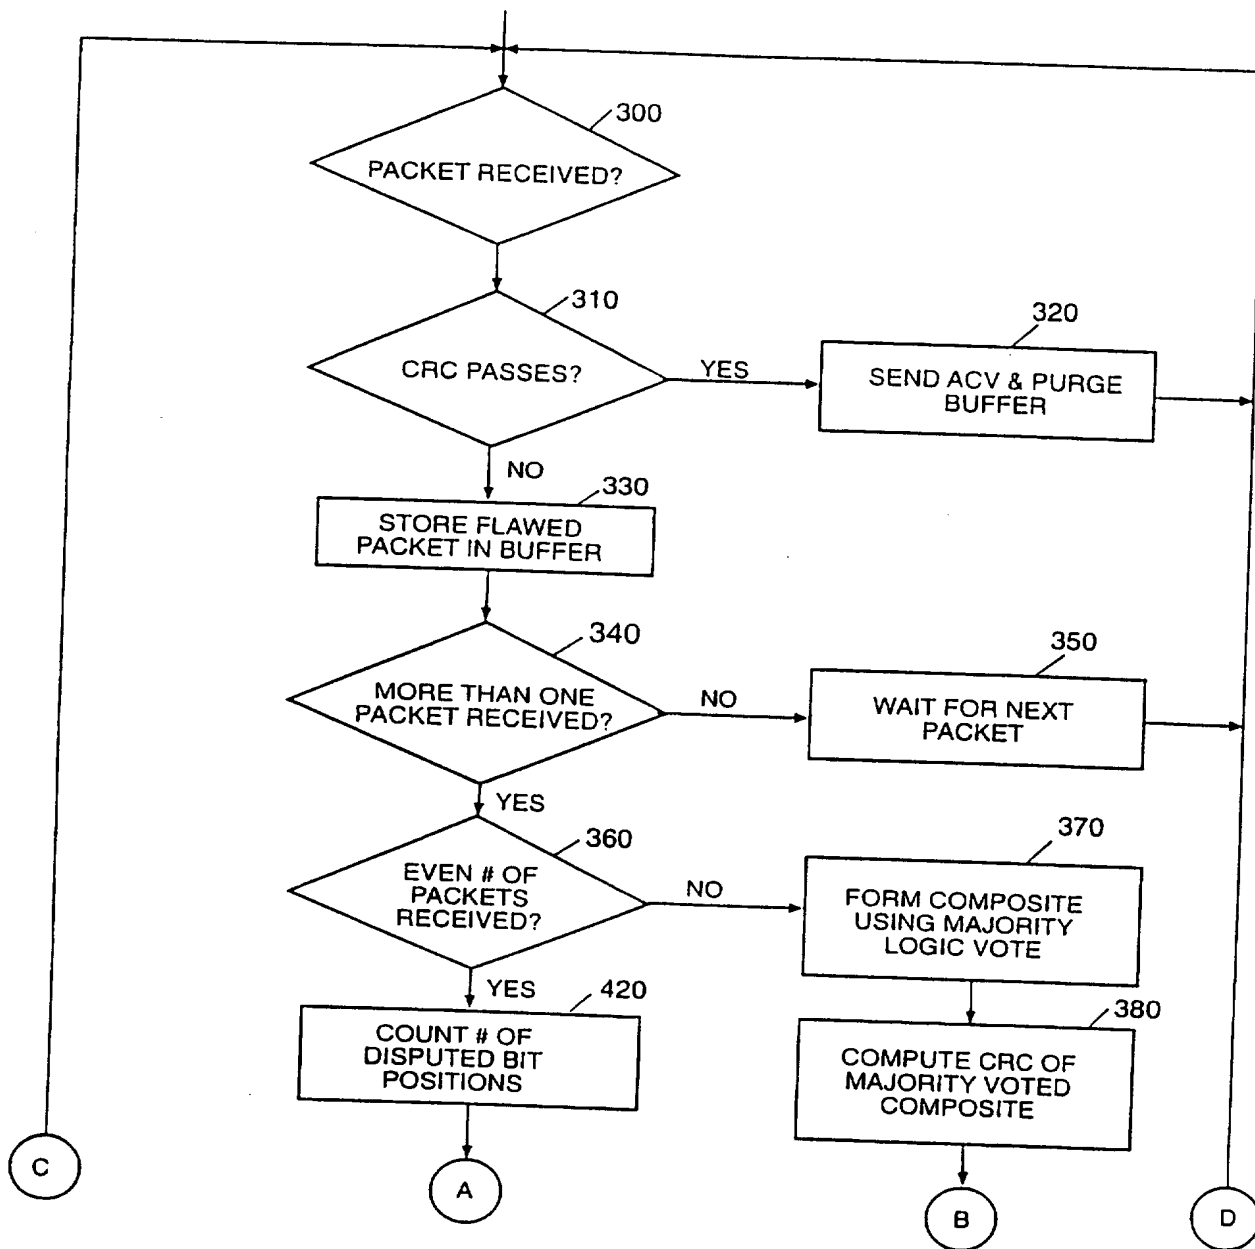 300
PACKET RECEIVED?
310
CRC PASSES?
YES
320
SEND ACV & PURGE
BUFFER
NO
330
STORE FLAWED
PACKET IN BUFFER
340
MORE THAN ONE
PACKET RECEIVED?
NO
350
WAIT FOR NEXT
PACKET
YES
360
EVEN # OF
PACKETS
RECEIVED?
NO
370
FORM COMPOSITE
USING MAJORITY
LOGIC VOTE
YES
420
COUNT # OF
DISPUTED BIT
POSITIONS
380
COMPUTE CRC OF
MAJORITY VOTED
COMPOSITE
C
A
B
D